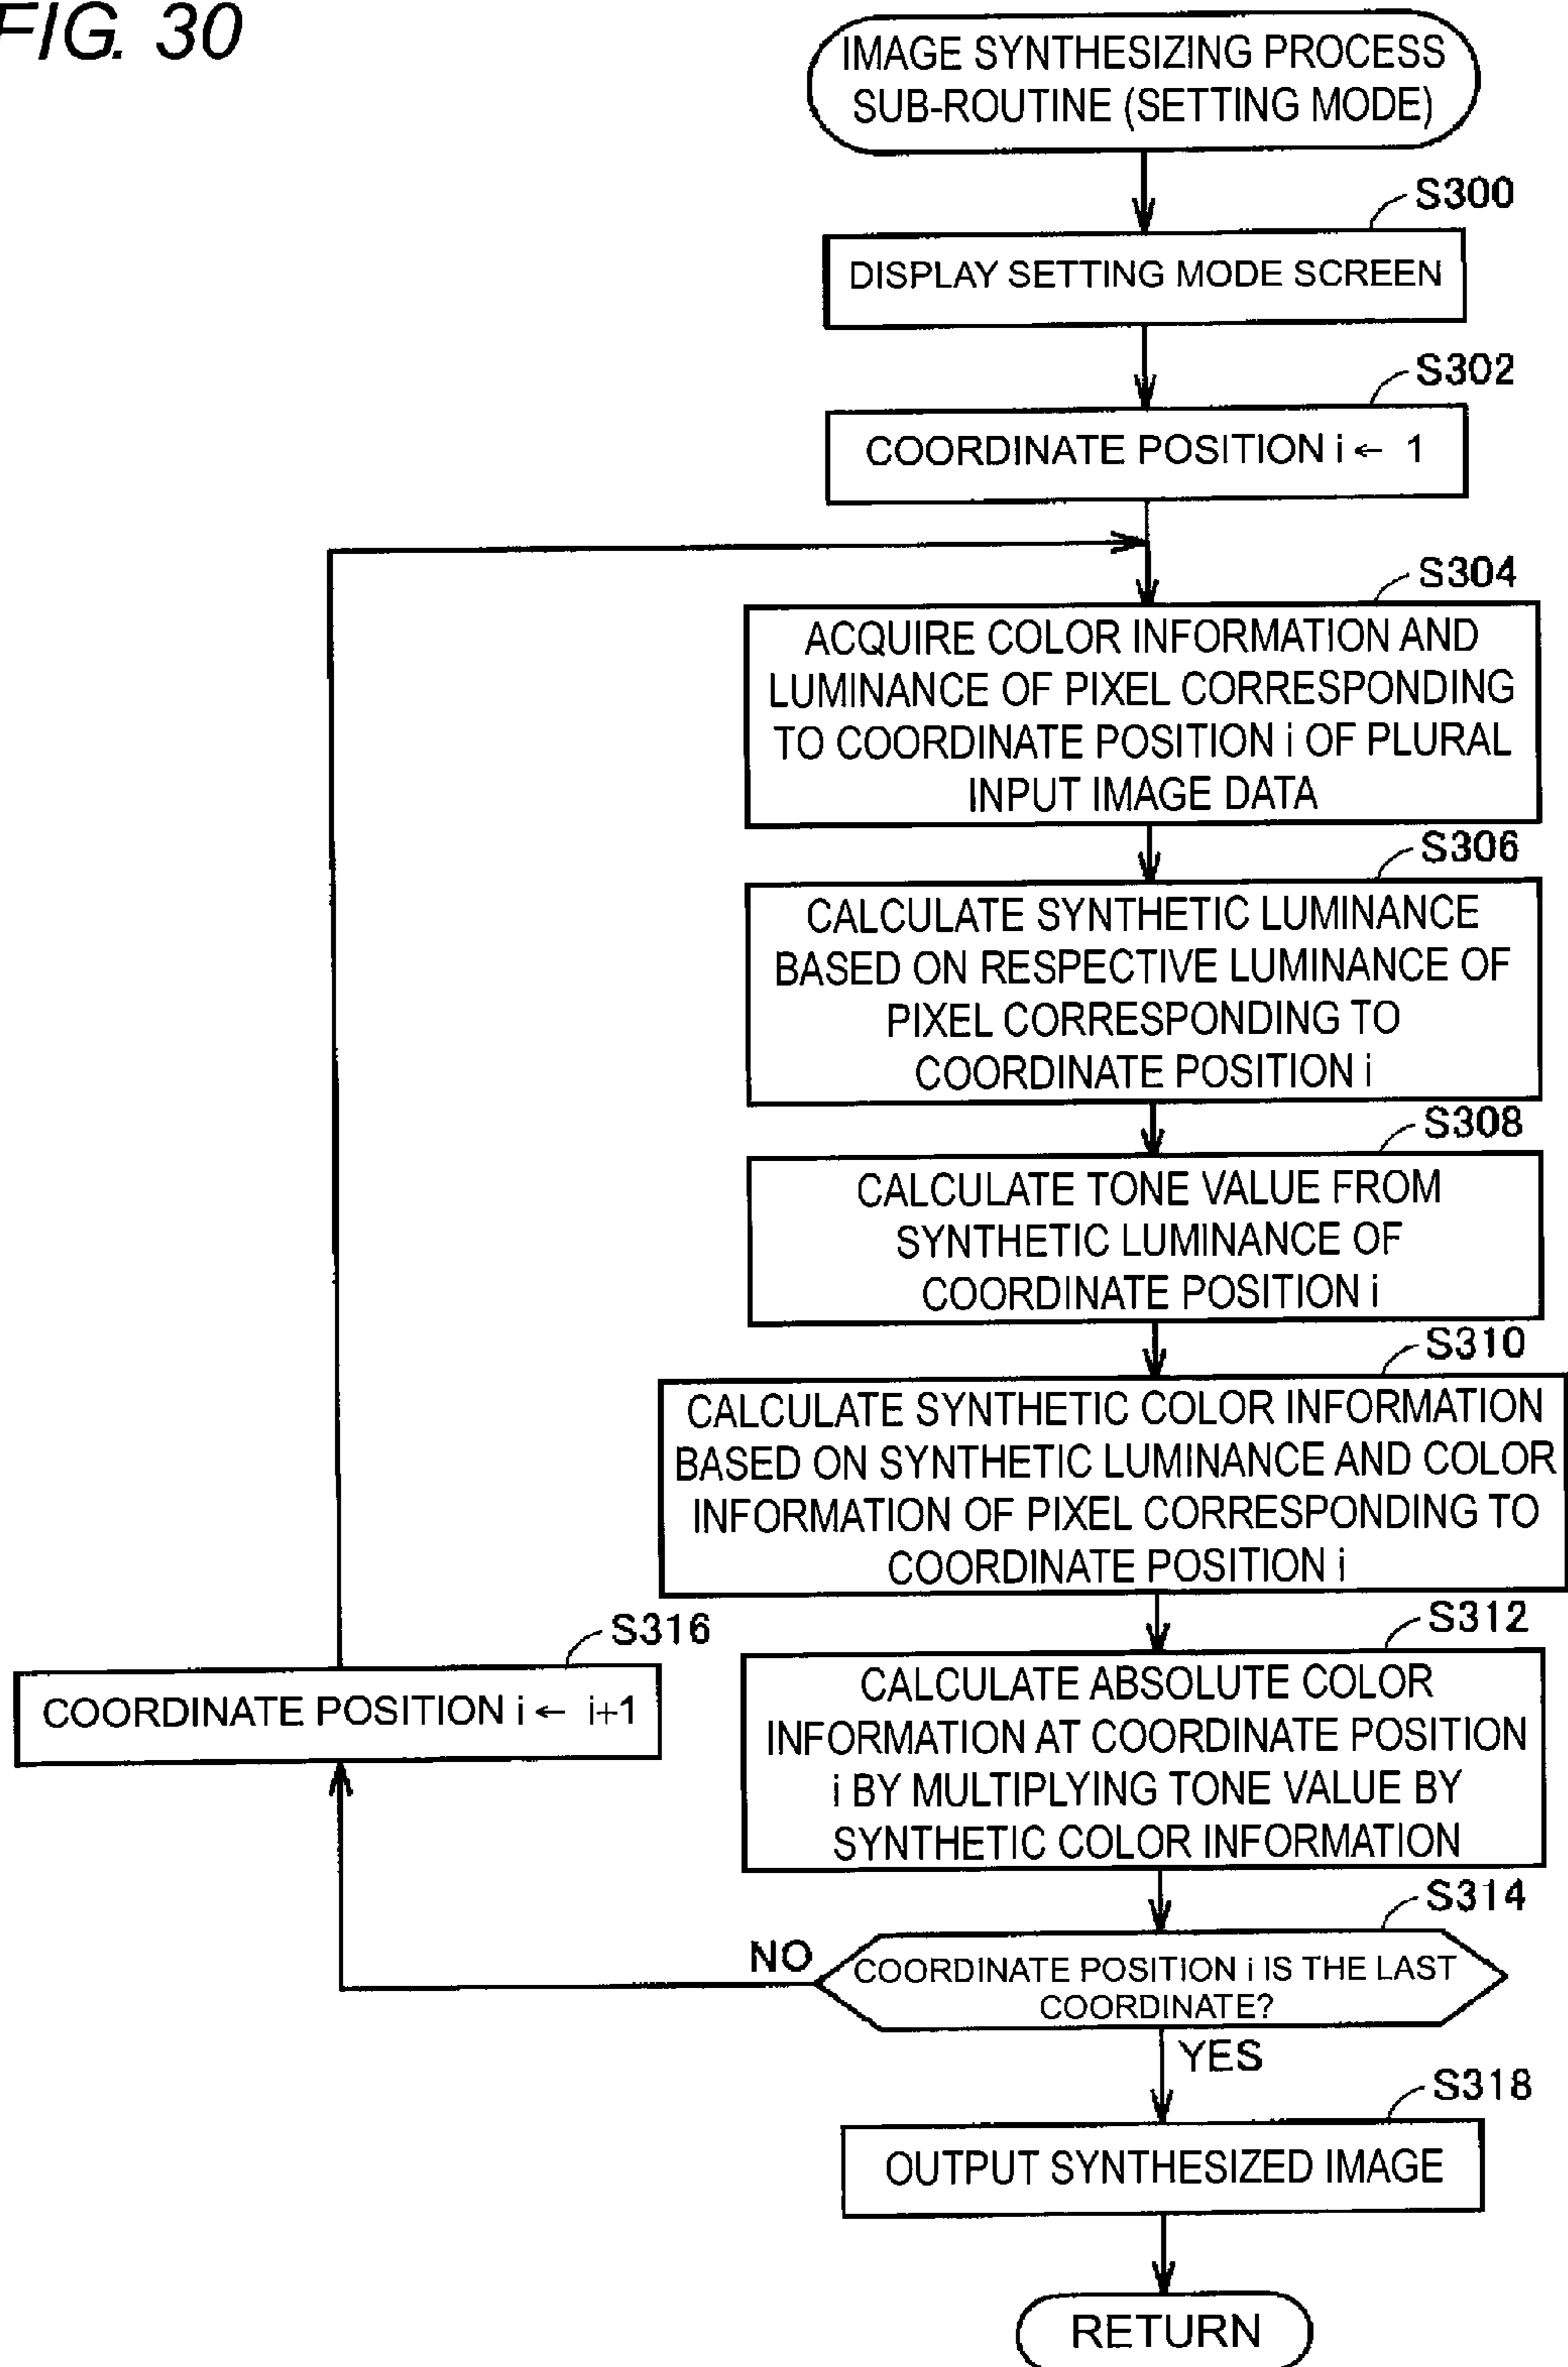 FIG. 30
IMAGE SYNTHESIZING PROCESS
SUB-ROUTINE (SETTING MODE)
S300
DISPLAY SETTING MODE SCREEN
S302
COORDINATE POSITION i ← 1
S304
ACQUIRE COLOR INFORMATION AND
LUMINANCE OF PIXEL CORRESPONDING
TO COORDINATE POSITION i OF PLURAL
INPUT IMAGE DATA
S306
CALCULATE SYNTHETIC LUMINANCE
BASED ON RESPECTIVE LUMINANCE OF
PIXEL CORRESPONDING TO
COORDINATE POSITION i
S308
CALCULATE TONE VALUE FROM
SYNTHETIC LUMINANCE OF
COORDINATE POSITION i
S310
CALCULATE SYNTHETIC COLOR INFORMATION
BASED ON SYNTHETIC LUMINANCE AND COLOR
INFORMATION OF PIXEL CORRESPONDING TO
COORDINATE POSITION i
S312
CALCULATE ABSOLUTE COLOR
INFORMATION AT COORDINATE POSITION
i BY MULTIPLYING TONE VALUE BY
SYNTHETIC COLOR INFORMATION
S316
COORDINATE POSITION i ← i+1
S314
NO
COORDINATE POSITION i IS THE LAST
COORDINATE?
YES
S318
OUTPUT SYNTHESIZED IMAGE
RETURN